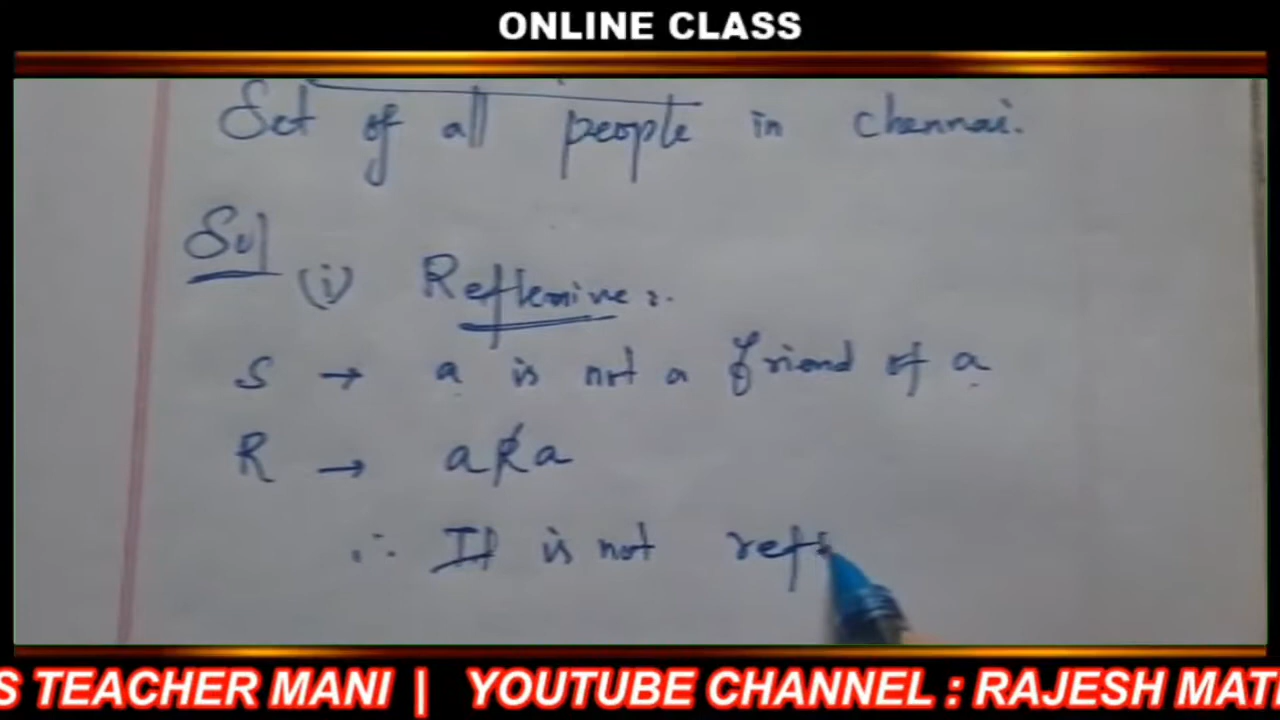 ONLINE CLASS
Set of all people in chennai.
Sol
(i) Reflexive :.
S → a is not a friend of a
R → a R̸ a
∴ It is not refl
S TEACHER MANI | YOUTUBE CHANNEL : RAJESH MAT